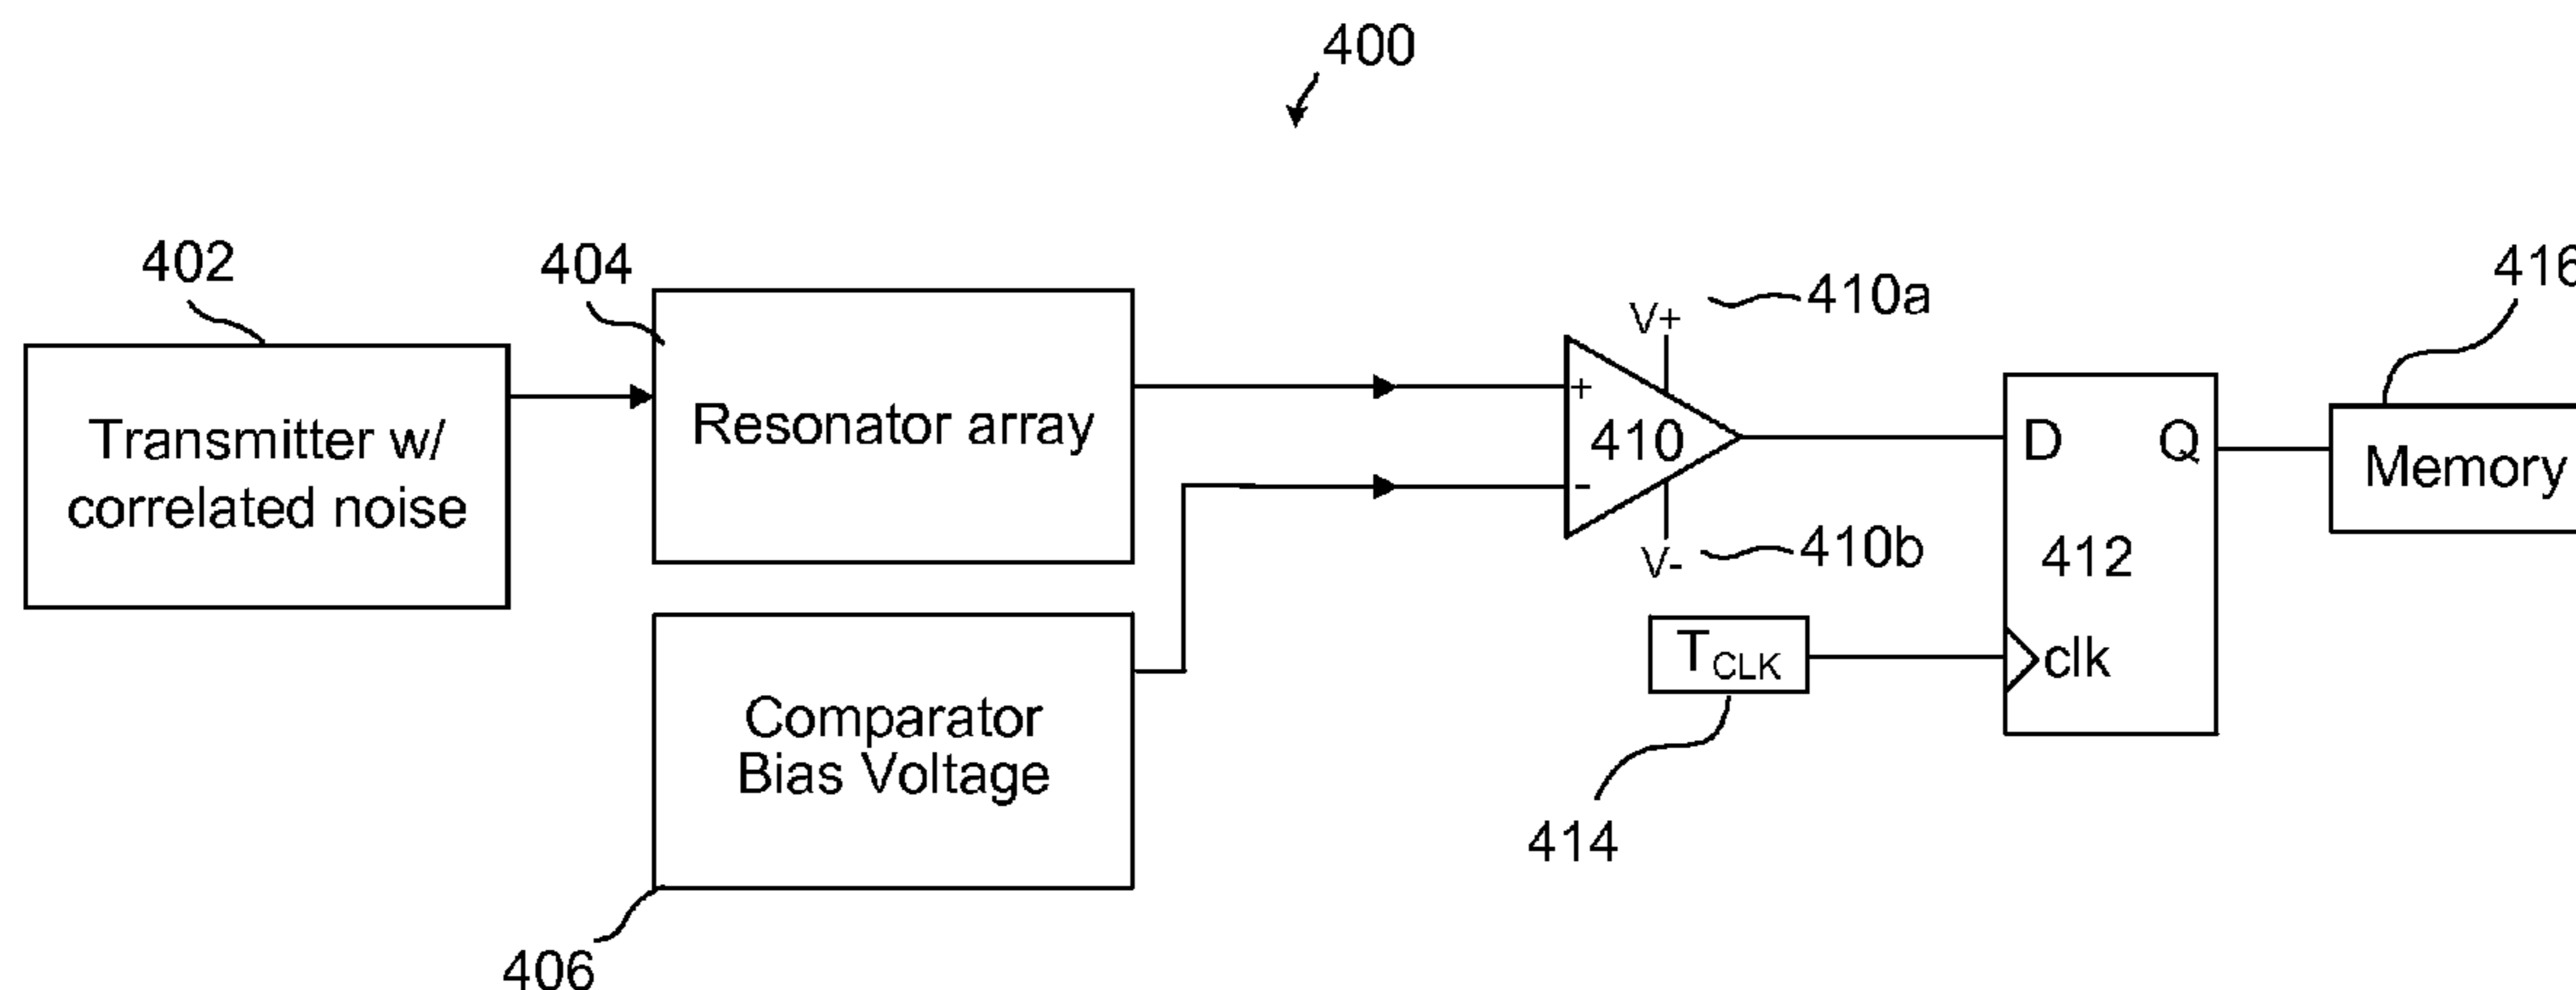 400
402
404
410a
416
V+
Transmitter w/
correlated noise
Resonator array
+
410
-
D
Q
Memory
V-
410b
412
TCLK
clk
Comparator
Bias Voltage
414
406